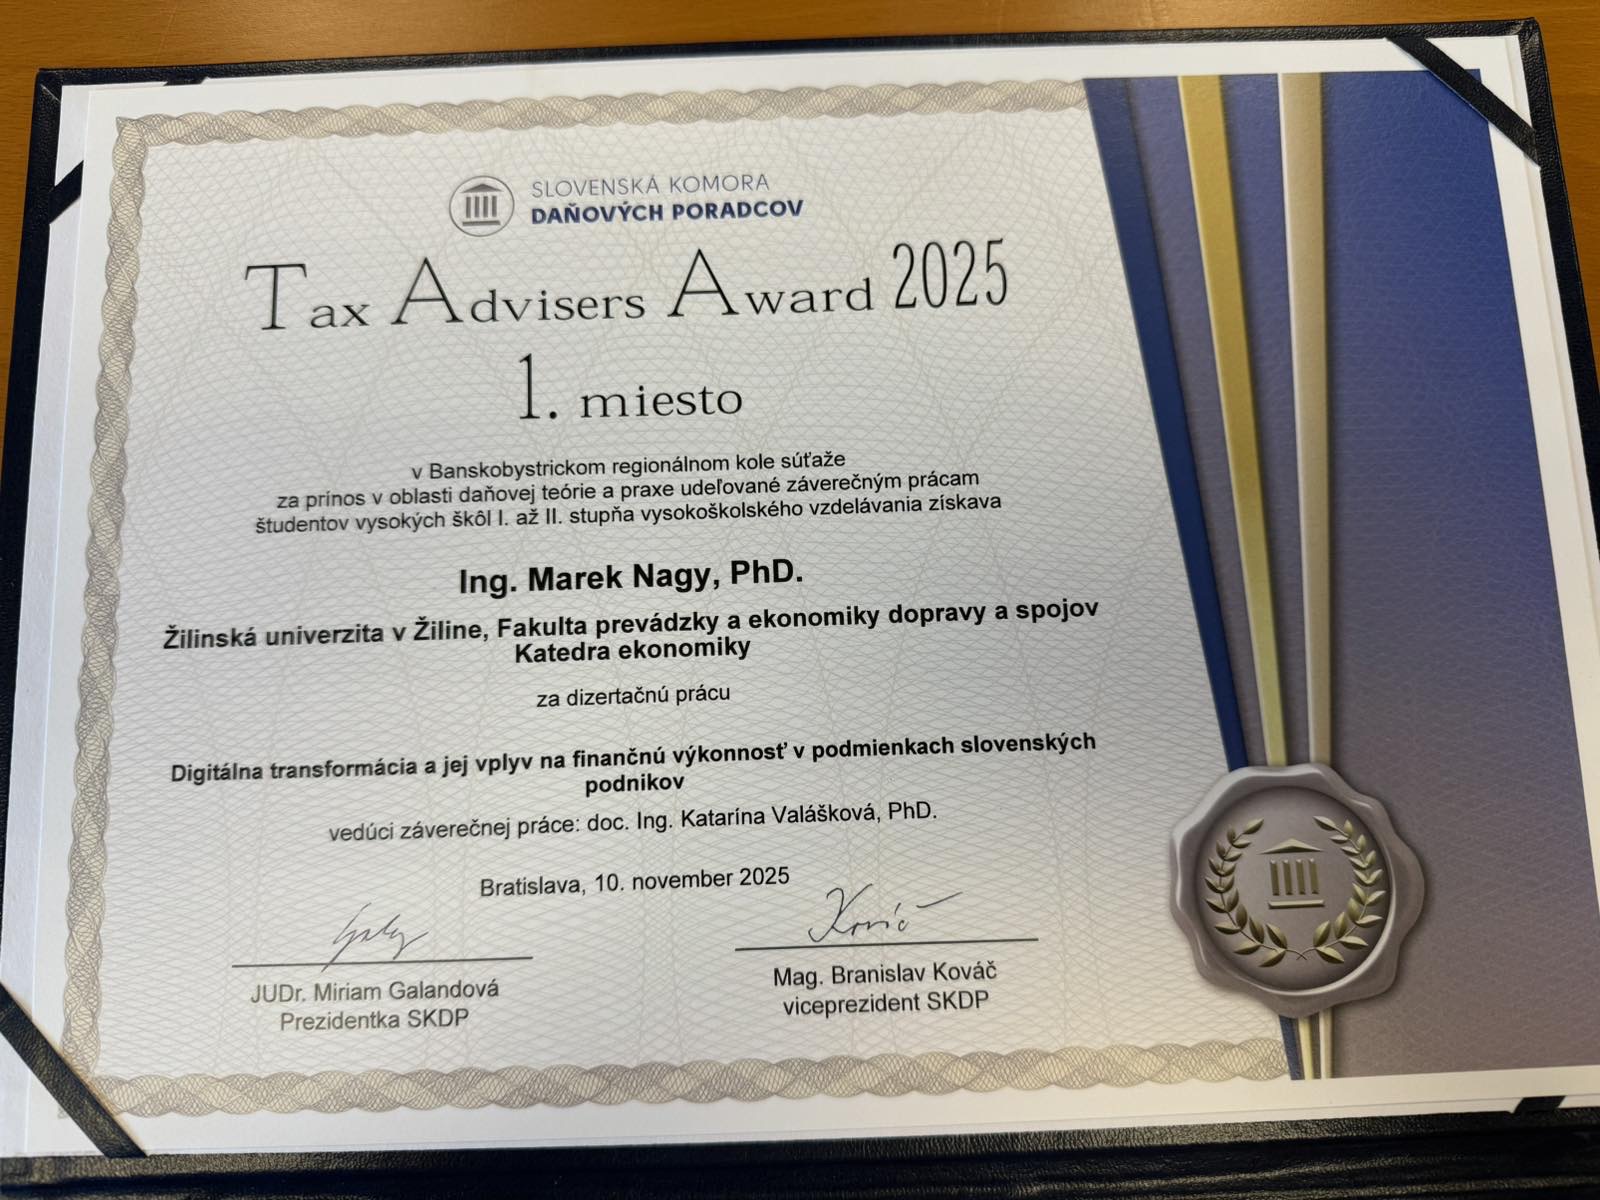 SLOVENSKÁ KOMORA
DAŇOVÝCH PORADCOV
Tax Advisers Award 2025
1. miesto
v Banskobystrickom regionálnom kole súťaže
za prínos v oblasti daňovej teórie a praxe udeľované záverečným prácam
študentov vysokých škôl I. až II. stupňa vysokoškolského vzdelávania získava
Ing. Marek Nagy, PhD.
Žilinská univerzita v Žiline, Fakulta prevádzky a ekonomiky dopravy a spojov
Katedra ekonomiky
za dizertačnú prácu
Digitálna transformácia a jej vplyv na finančnú výkonnosť v podmienkach slovenských
podnikov
vedúci záverečnej práce: doc. Ing. Katarína Valášková, PhD.
Bratislava, 10. november 2025
JUDr. Miriam Galandová
Prezidentka SKDP
Kováč
Mag. Branislav Kováč
viceprezident SKDP